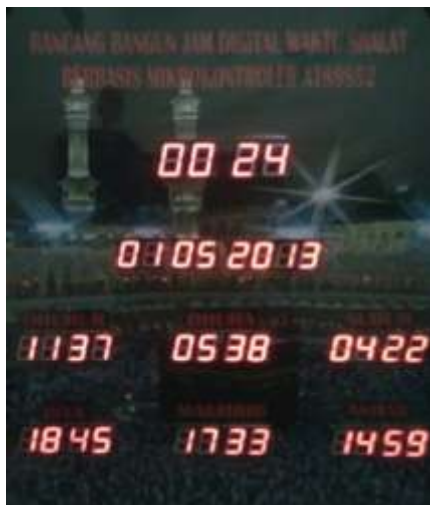 RANCANG BANGUN JAM DIGITAL WAKTU SHALAT
BERBASIS MIKROKONTROLER AT89S52
00 24
01 05 2013
11 37 05 38 04 22
MAGHRIB
18 45 17 33 14 59